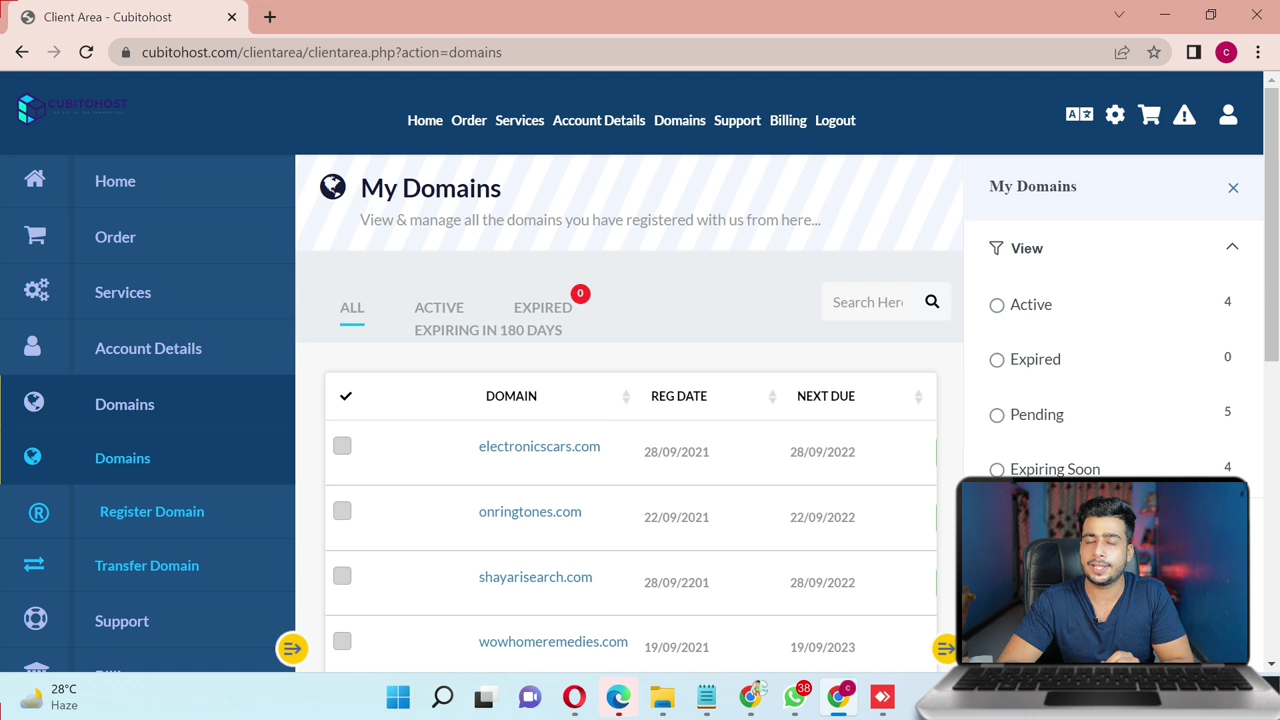 Client Area - Cubitohost
cubitohost.com/clientarea/clientarea.php?action=domains
c
CUBITOHOST
Home Order Services Account Details Domains Support Billing Logout
Home
Order
Services
Account Details
Domains
Domains
Register Domain
Transfer Domain
Support
My Domains
View & manage all the domains you have registered with us from here...
ALL ACTIVE EXPIRED 0
EXPIRING IN 180 DAYS
Search Here
DOMAIN REG DATE NEXT DUE
electronicscars.com 28/09/2021 28/09/2022
onringtones.com 22/09/2021 22/09/2022
shayarisearch.com 28/09/2201 28/09/2022
wowhomeremedies.com 19/09/2021 19/09/2023
My Domains
View
Active 4
Expired 0
Pending 5
Expiring Soon 4
28°C
Haze
38
c